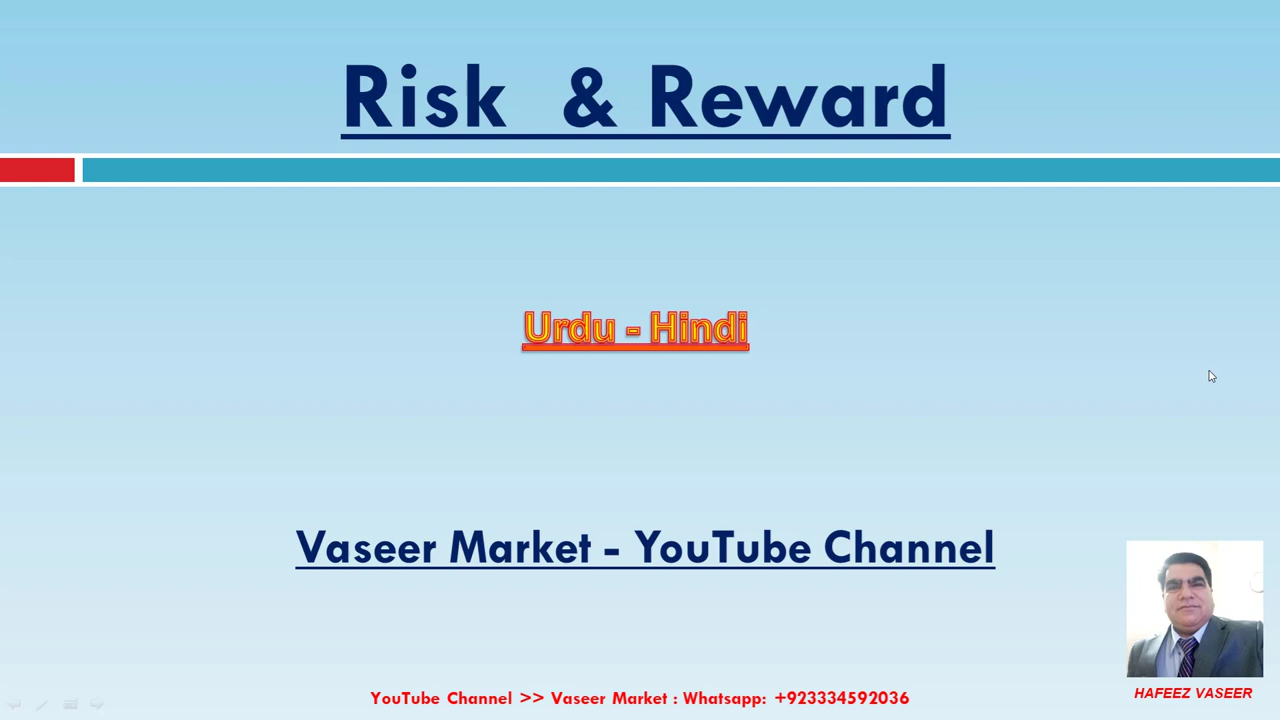 Risk & Reward
Urdu - Hindi
Vaseer Market - YouTube Channel
HAFEEZ VASEER
YouTube Channel >> Vaseer Market : Whatsapp: +923334592036